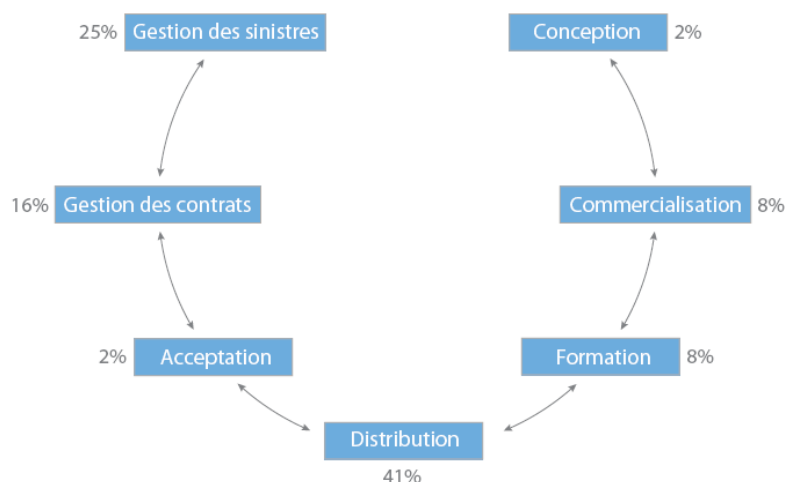 25% Gestion des sinistres
Conception 2%
16% Gestion des contrats
Commercialisation 8%
2% Acceptation
Formation 8%
Distribution
41%